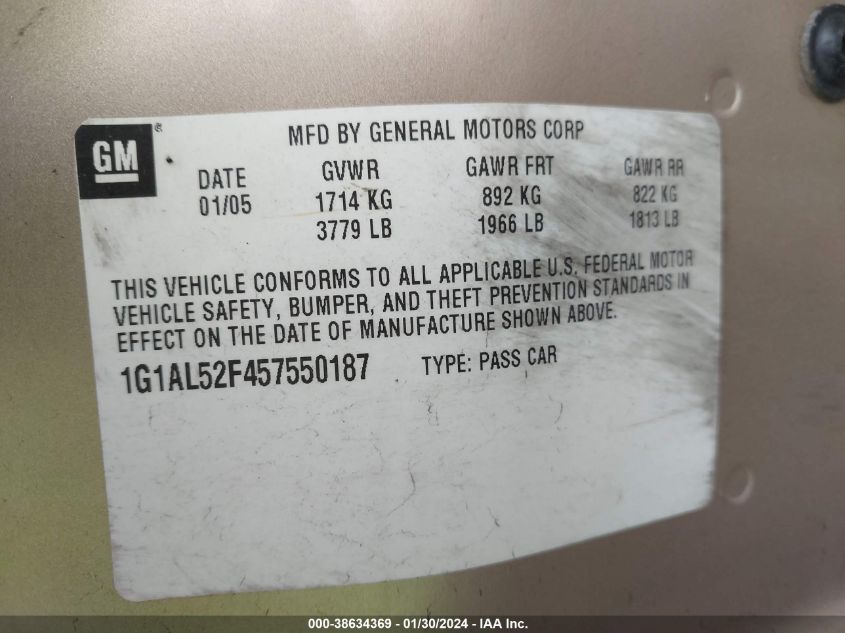 GM ®
MFD BY GENERAL MOTORS CORP
DATE GVWR GAWR FRT GAWR RR
01/05 1714 KG 892 KG 822 KG
3779 LB 1966 LB 1813 LB
THIS VEHICLE CONFORMS TO ALL APPLICABLE U.S. FEDERAL MOTOR
VEHICLE SAFETY, BUMPER, AND THEFT PREVENTION STANDARDS IN
EFFECT ON THE DATE OF MANUFACTURE SHOWN ABOVE.
1G1AL52F457550187 TYPE: PASS CAR
000-38634369 - 01/30/2024 - IAA Inc.